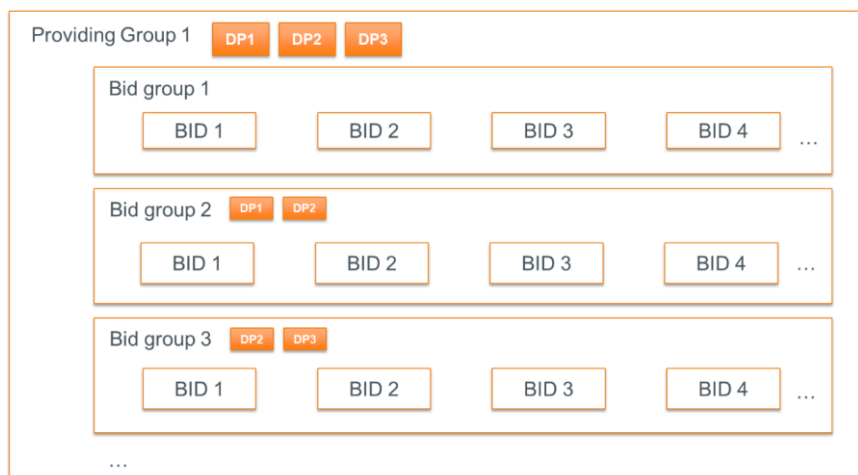 Providing Group 1 DP1 DP2 DP3
Bid group 1
BID 1 BID 2 BID 3 BID 4 ...
Bid group 2 DP1 DP2
BID 1 BID 2 BID 3 BID 4 ...
Bid group 3 DP2 DP3
BID 1 BID 2 BID 3 BID 4 ...
...